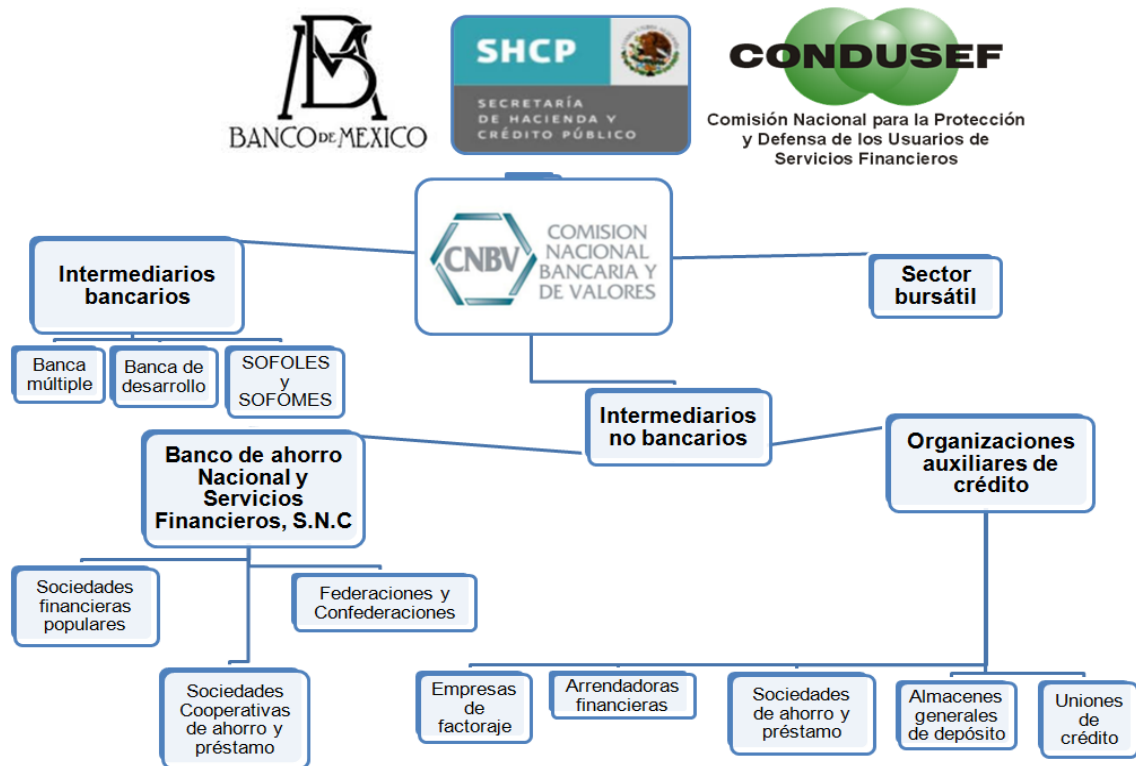 BANCO DE MEXICO
SHCP
SECRETARÍA
DE HACIENDA Y
CRÉDITO PÚBLICO
CONDUSEF
Comisión Nacional para la Protección
y Defensa de los Usuarios de
Servicios Financieros
CNBV
COMISION
NACIONAL
BANCARIA Y
DE VALORES
Intermediarios
bancarios
Sector
bursátil
Banca
múltiple
Banca de
desarrollo
SOFOLES
y
SOFOMES
Intermediarios
no bancarios
Banco de ahorro
Nacional y
Servicios
Financieros, S.N.C
Organizaciones
auxiliares de
crédito
Sociedades
financieras
populares
Federaciones y
Confederaciones
Sociedades
Cooperativas
de ahorro y
préstamo
Empresas
de
factoraje
Arrendadoras
financieras
Sociedades
de ahorro y
préstamo
Almacenes
generales
de depósito
Uniones
de
crédito